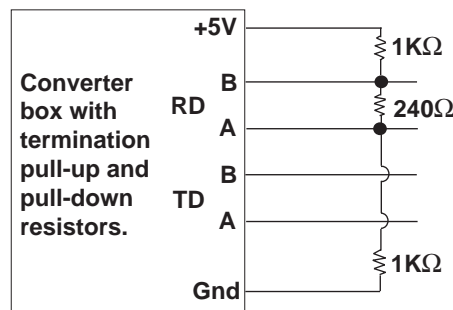 +5V
1KΩ
B
RD
240Ω
A
Converter
box with
termination
pull-up and
pull-down
resistors.
B
TD
A
1KΩ
Gnd